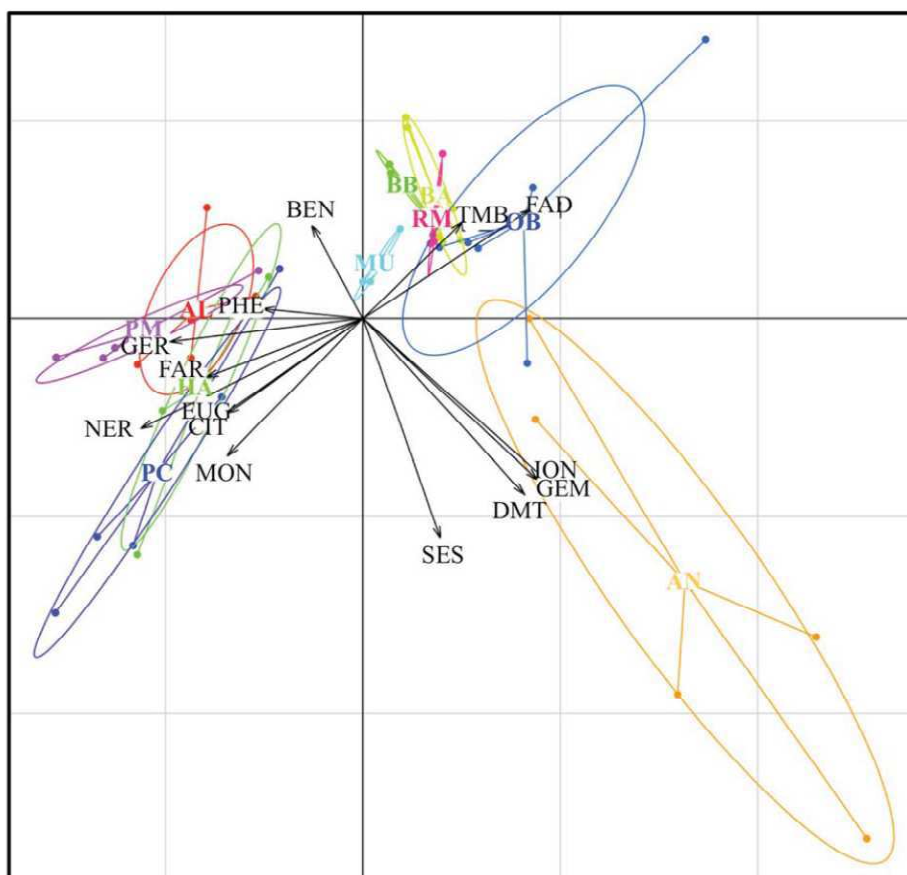 BB
BA
BEN
RM
TMB
FAD
OB
MU
AL
PHE
PM
GER
FAR
HA
EUG
NER
CIT
MON
PC
JON
GEM
DMT
SES
AN